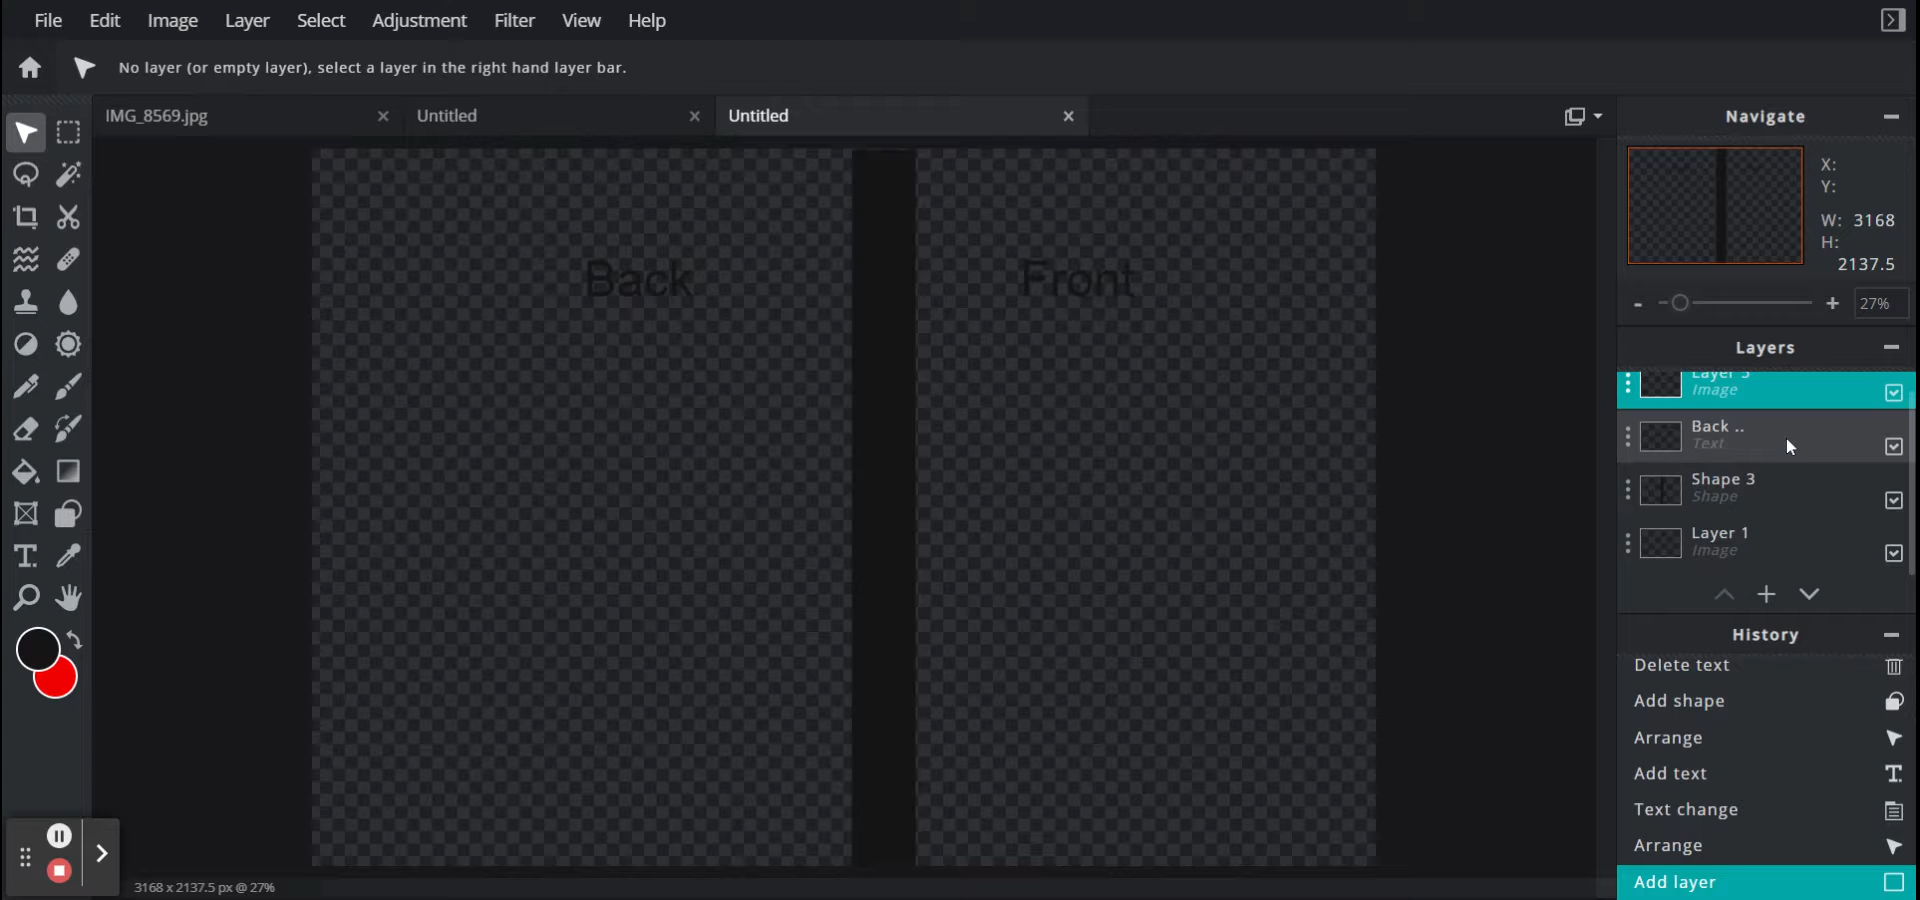 File Edit Image Layer Select Adjustment Filter View Help
No layer (or empty layer), select a layer in the right hand layer bar.
IMG_8569.jpg
Untitled
Untitled
Navigate
X:
Y:
W: 3168
H:
2137.5
- + 27%
Back
Front
Layers
Layer 5
Image
Back ..
Text
Shape 3
Shape
Layer 1
Image
History
Delete text
Add shape
Arrange
Add text
Text change
Arrange
Add layer
3168 x 2137.5 px @ 27%